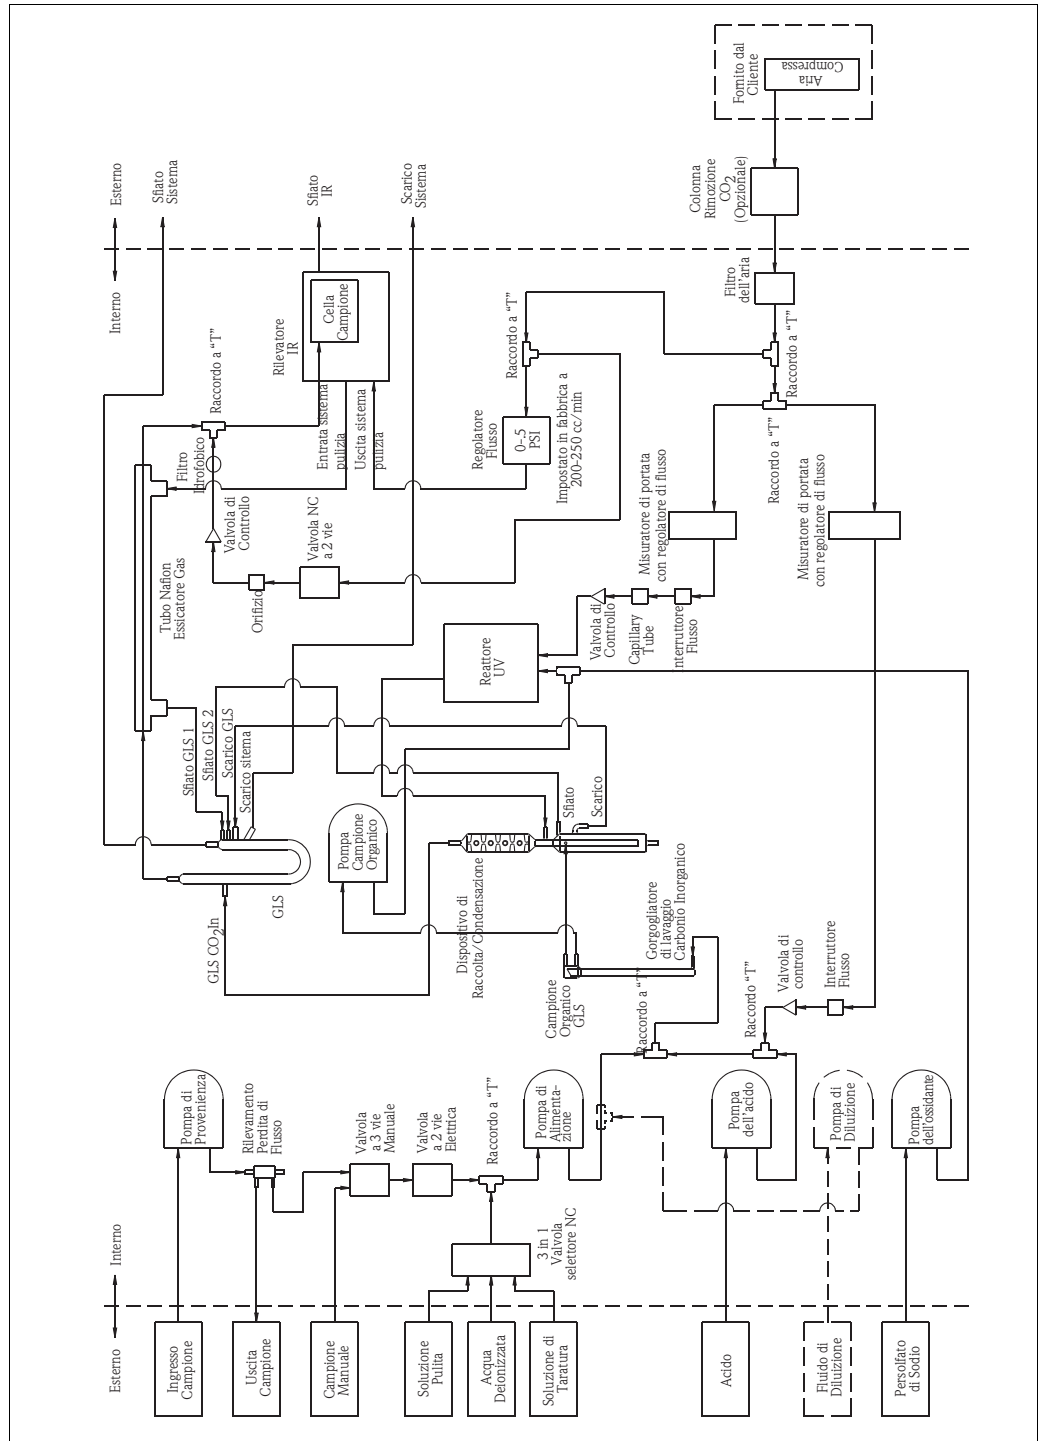 Esterno
Interno
Sfiato
Sistema
Sfiato
IR
Scarico
Sistema
Fornito dal
Cliente
Aria
Compressa
Colonna
Rimozione
CO2
(Opzionale)
Filtro
dell'aria
Raccordo a “T”
Raccordo a “T”
Misuratore di portata
con regolatore di flusso
Misuratore di portata
con regolatore di flusso
Raccordo a “T”
Rilevatore
IR
Cella
Campione
Raccordo a “T”
Entrata sistema
pulizia
Uscita sistema
pulizia
Regolatore
Flusso
0-.5
PSI
Impostato in fabbrica a
200-250 cc/min
Filtro
Idrofobico
Valvola di
Controllo
Valvola NC
a 2 vie
Orifizio
Tubo Nafion
Essicatore Gas
Valvola di
Controllo
Capillary
Tube
Interruttore
Flusso
Reattore
UV
Sfiato GLS 1
Sfiato GLS 2
Scarico GLS
Scarico sitema
GLS
GLS CO2In
Pompa
Campione
Organico
Sfiato
Scarico
Dispositivo di
Raccolta/Condensazione
Gorgogliatore
di lavaggio
Carbonio Inorganico
Campione
Organico
GLS
Raccordo a “T”
Raccordo “T”
Valvola di
controllo
Interruttore
Flusso
Pompa di
Provenienza
Rilevamento
Perdita di
Flusso
Valvola
a 3 vie
Manuale
Valvola
a 2 vie
Elettrica
Raccordo a “T”
Pompa di
Alimenta-
zione
Pompa
dell'acido
Pompa di
Diluizione
Pompa
dell'ossidante
3 in 1
Valvola
selettore NC
Interno
Esterno
Ingresso
Campione
Uscita
Campione
Campione
Manuale
Soluzione
Pulita
Acqua
Deionizzata
Soluzione di
Taratura
Acido
Fluido di
Diluizione
Persolfato
di Sodio